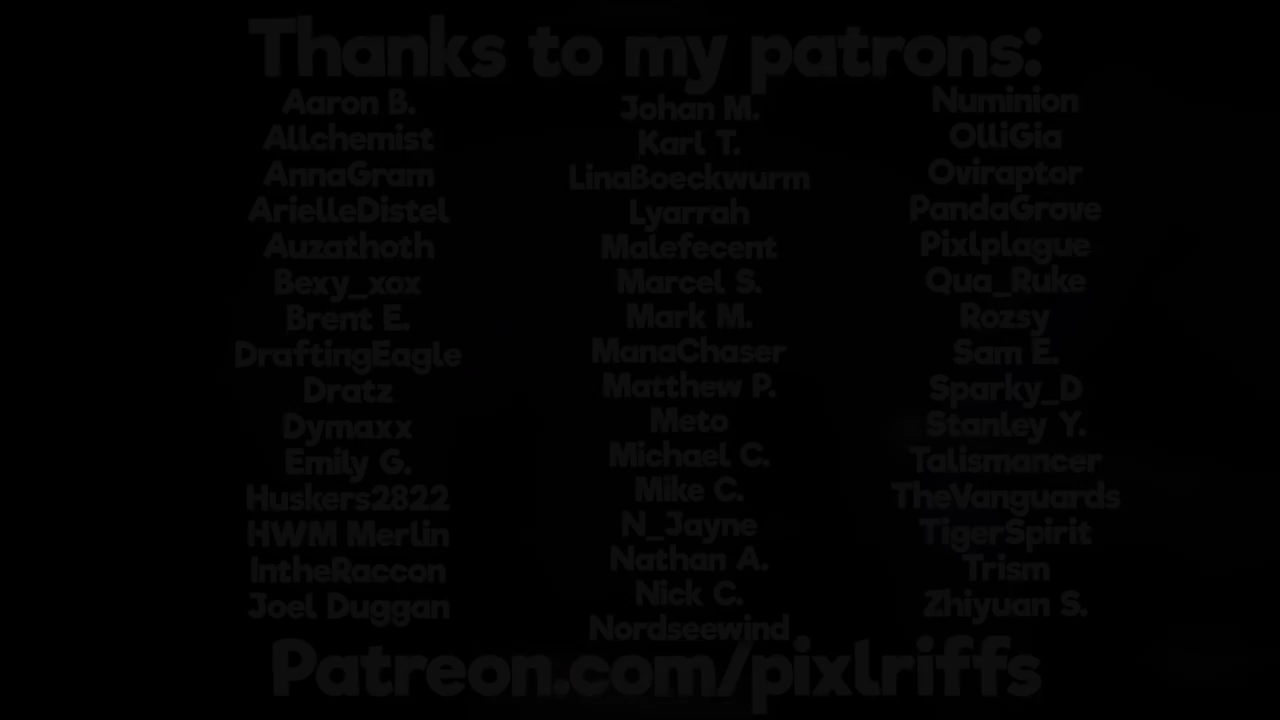 Thanks to my patrons:
Aaron B.
Allchemist
AnnaGram
ArielleDistel
Auzathoth
Bexy_xox
Brent E.
DraftingEagle
Dratz
Dymaxx
Emily G.
Huskers2822
HWM Merlin
IntheRaccon
Joel Duggan
Johan M.
Karl T.
LinaBoeckwurm
Lyarrah
Malefecent
Marcel S.
Mark M.
ManaChaser
Matthew P.
Meto
Michael C.
Mike C.
N_Jayne
Nathan A.
Nick C.
Nordseewind
Numinion
OlliGia
Oviraptor
PandaGrove
Pixlplague
Qua_Ruke
Rozsy
Sam E.
Sparky_D
Stanley Y.
Talismancer
TheVanguards
TigerSpirit
Trism
Zhiyuan S.
Patreon.com/pixlriffs